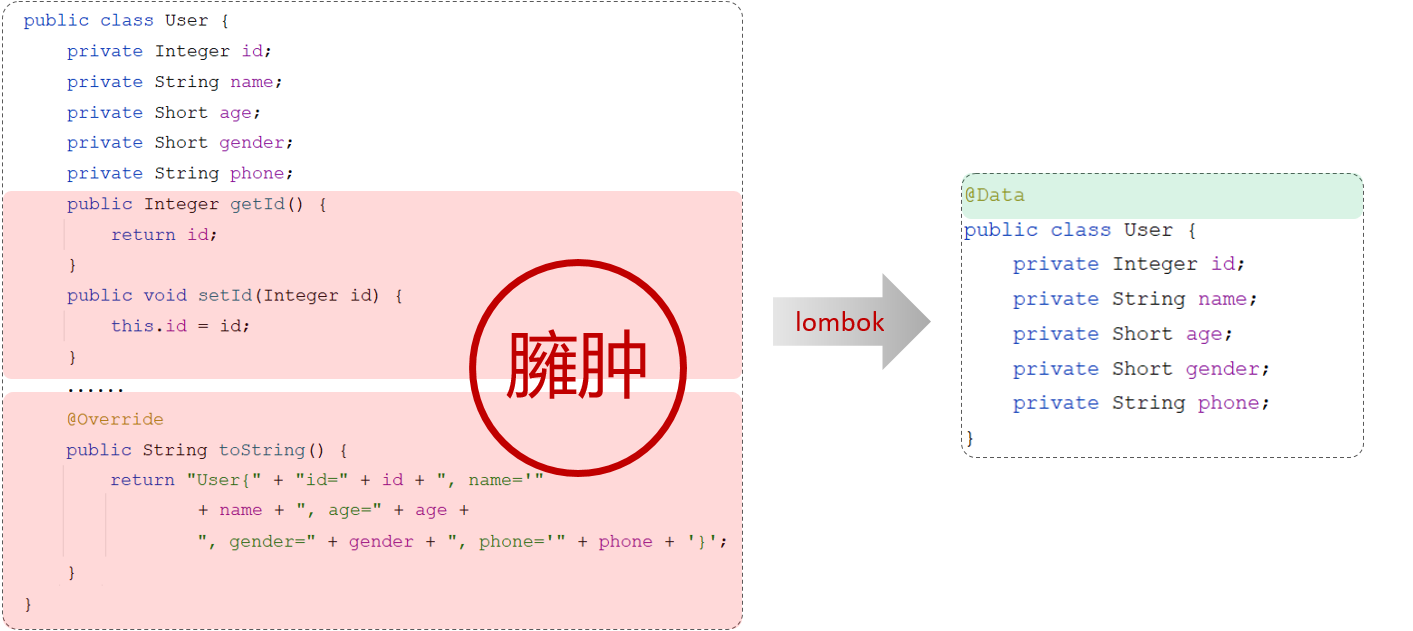 public class User {
    private Integer id;
    private String name;
    private Short age;
    private Short gender;
    private String phone;
    public Integer getId() {
        return id;
    }
    public void setId(Integer id) {
        this.id = id;
    }
    ......
    @Override
    public String toString() {
        return "User{" + "id=" + id + ", name='"
                + name + ", age=" + age +
                ", gender=" + gender + ", phone='" + phone + '}';
    }
}
臃肿
lombok
@Data
public class User {
    private Integer id;
    private String name;
    private Short age;
    private Short gender;
    private String phone;
}